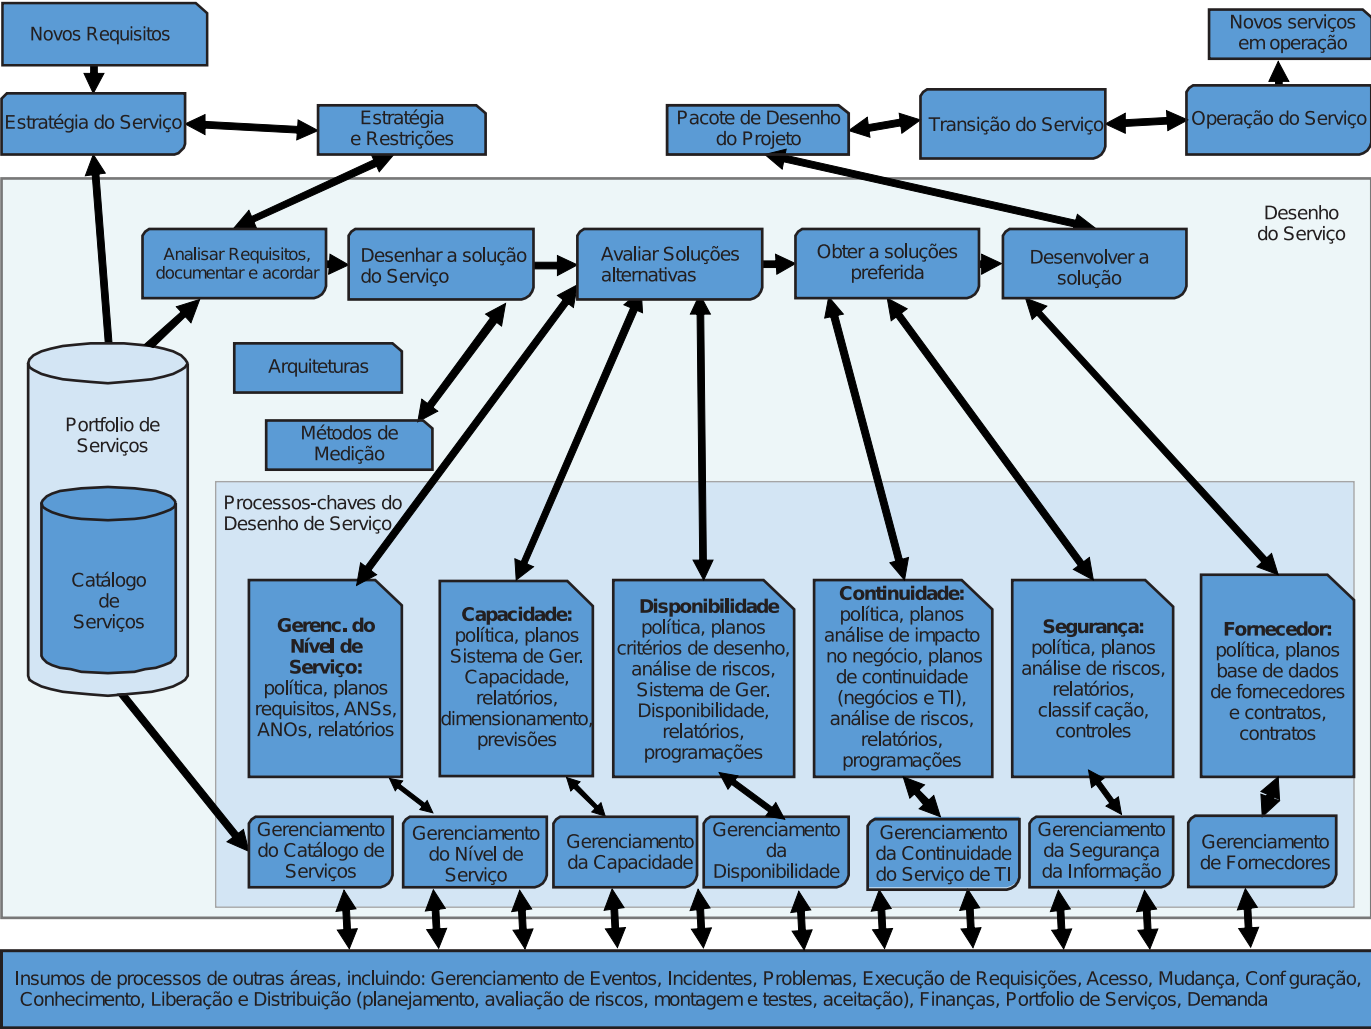 Novos Requisitos
Novos serviços
em operação
Estratégia do Serviço
Estratégia
e Restrições
Pacote de Desenho
do Projeto
Transição do Serviço
Operação do Serviço
Desenho
do Serviço
Analisar Requisitos,
documentar e acordar
Desenhar a solução
do Serviço
Avaliar Soluções
alternativas
Obter a soluções
preferida
Desenvolver a
solução
Arquiteturas
Métodos de
Medição
Portfolio de
Serviços
Catálogo
de
Serviços
Processos-chaves do
Desenho de Serviço
Gerenc. do
Nível de
Serviço:
política, planos
requisitos, ANSs,
ANOs, relatórios
Capacidade:
política, planos
Sistema de Ger.
Capacidade,
relatórios,
dimensionamento,
previsões
Disponibilidade
política, planos
critérios de desenho,
análise de riscos,
Sistema de Ger.
Disponibilidade,
relatórios,
programações
Continuidade:
política, planos
análise de impacto
no negócio, planos
de continuidade
(negócios e TI),
análise de riscos,
relatórios,
programações
Segurança:
política, planos
análise de riscos,
relatórios,
classif cação,
controles
Fornecedor:
política, planos
base de dados
de fornecedores
e contratos,
contratos
Gerenciamento
do Catálogo de
Serviços
Gerenciamento
do Nível de
Serviço
Gerenciamento
da Capacidade
Gerenciamento
da
Disponibilidade
Gerenciamento
da Continuidade
do Serviço de TI
Gerenciamento
da Segurança
da Informação
Gerenciamento
de Fornecdores
Insumos de processos de outras áreas, incluindo: Gerenciamento de Eventos, Incidentes, Problemas, Execução de Requisições, Acesso, Mudança, Conf guração,
Conhecimento, Liberação e Distribuição (planejamento, avaliação de riscos, montagem e testes, aceitação), Finanças, Portfolio de Serviços, Demanda